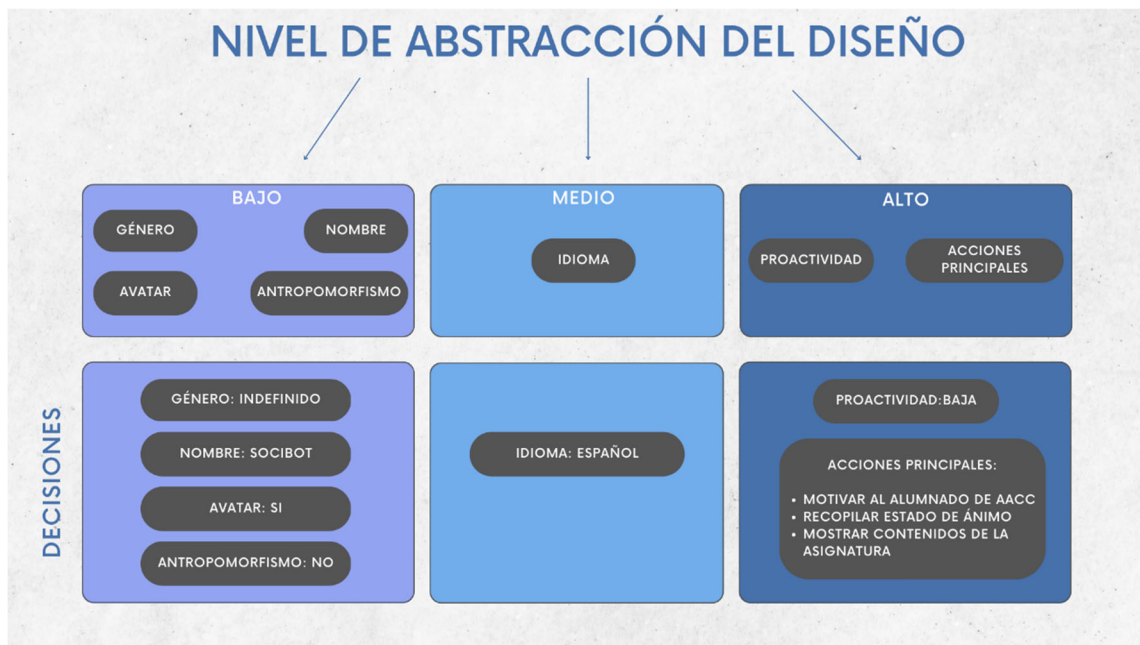 NIVEL DE ABSTRACCIÓN DEL DISEÑO
BAJO
GÉNERO
NOMBRE
AVATAR
ANTROPOMORFISMO
MEDIO
IDIOMA
ALTO
PROACTIVIDAD
ACCIONES
PRINCIPALES
DECISIONES
GÉNERO: INDEFINIDO
NOMBRE: SOCIBOT
AVATAR: SI
ANTROPOMORFISMO: NO
IDIOMA: ESPAÑOL
PROACTIVIDAD:BAJA
ACCIONES PRINCIPALES:
• MOTIVAR AL ALUMNADO DE AACC
• RECOPILAR ESTADO DE ÁNIMO
• MOSTRAR CONTENIDOS DE LA
ASIGNATURA